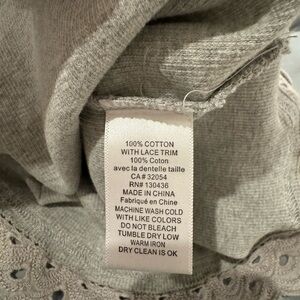 100% COTTON
WITH LACE TRIM
100% Coton
avec la dentelle taille
CA # 32054
RN# 130436
MADE IN CHINA
Fabriqué en Chine
MACHINE WASH COLD
WITH LIKE COLORS
DO NOT BLEACH
TUMBLE DRY LOW
WARM IRON
DRY CLEAN IS OK